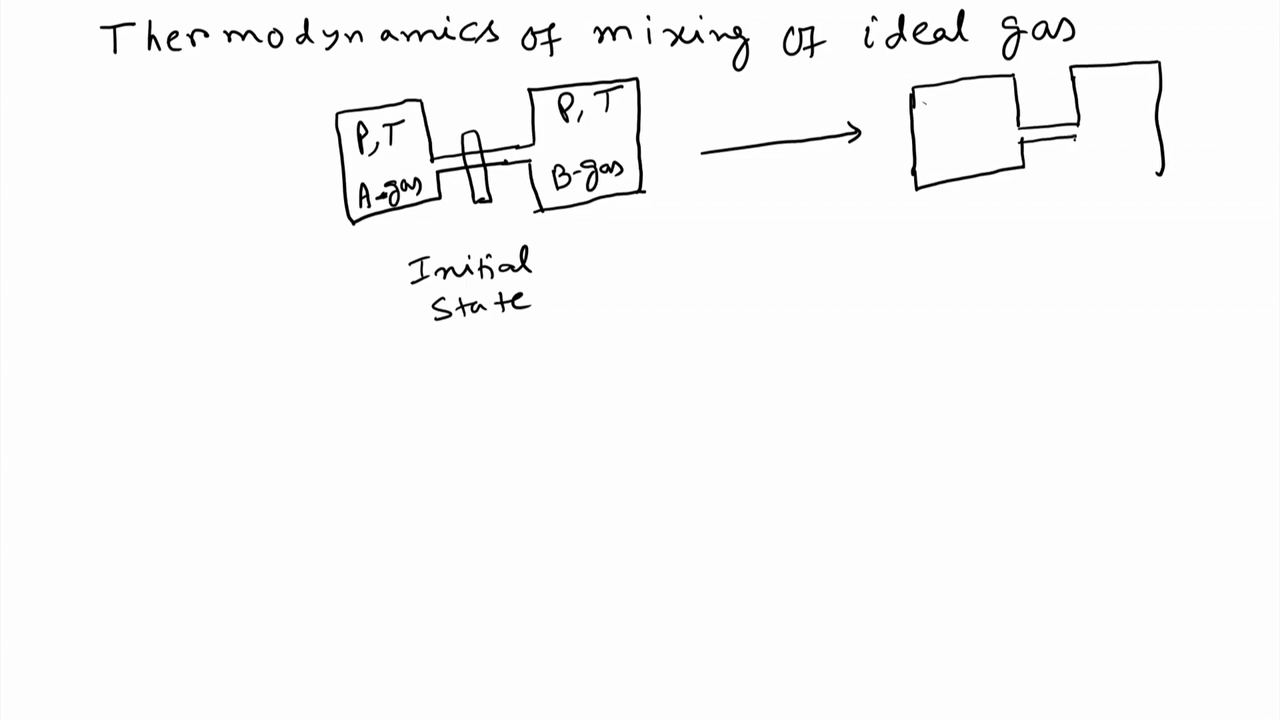 Thermodynamics of mixing of ideal gas
P, T
P, T
A-gas
B-gas
Initial
State